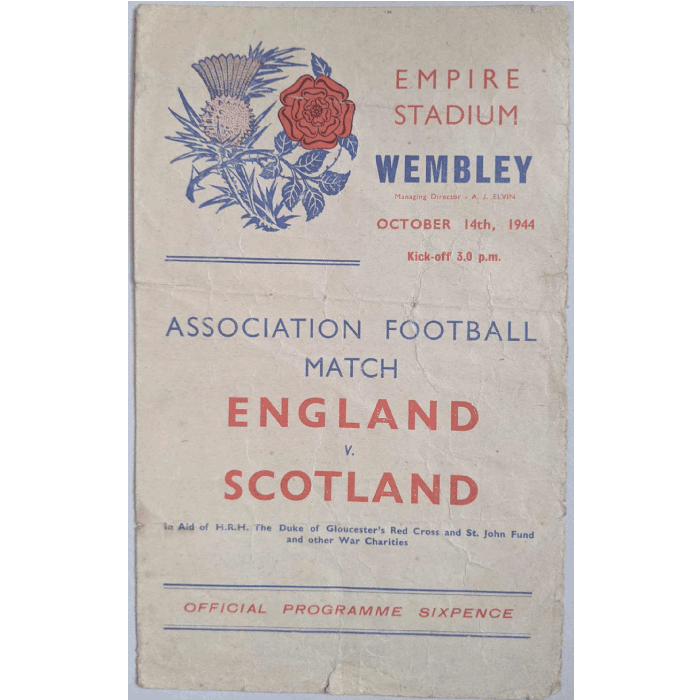 EMPIRE
STADIUM
WEMBLEY
Managing Director - A. J. ELVIN
OCTOBER 14th, 1944
Kick-off 3.0 p.m.
ASSOCIATION FOOTBALL
MATCH
ENGLAND
v.
SCOTLAND
In Aid of H.R.H. The Duke of Gloucester's Red Cross and St. John Fund
and other War Charities
OFFICIAL PROGRAMME SIXPENCE